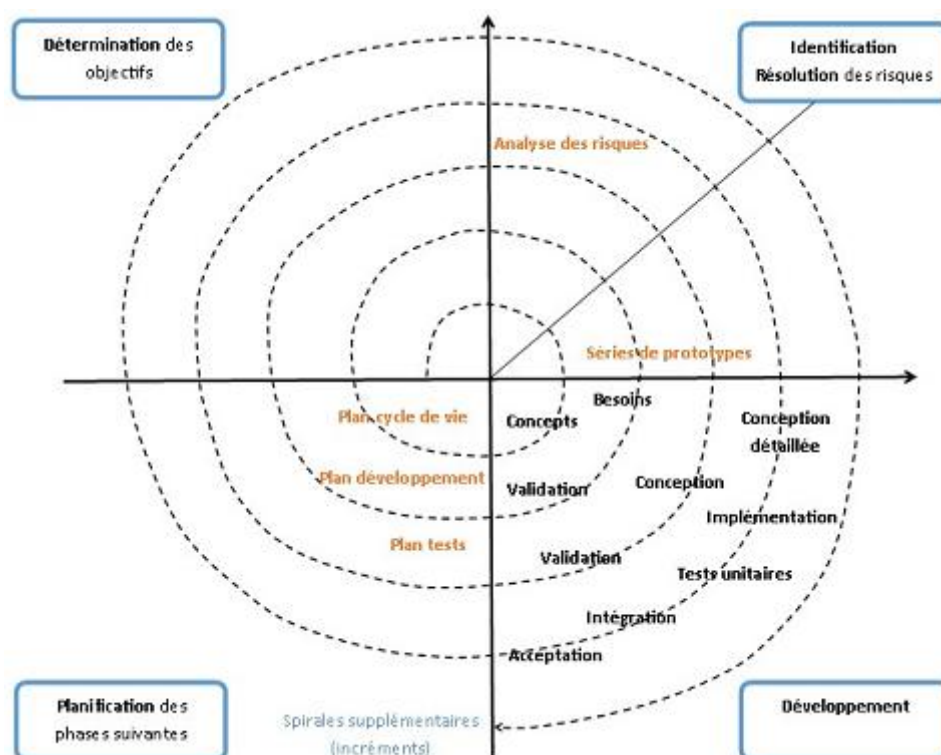 Détermination des
objectifs
Identification
Résolution des risques
Analyse des risques
Séries de prototypes
Plan cycle de vie
Concepts
Besoins
Conception
détaillée
Plan développement
Validation
Conception
Implémentation
Plan tests
Validation
Tests unitaires
Intégration
Acceptation
Planification des
phases suivantes
Spirales supplémentaires
(incréments)
Développement